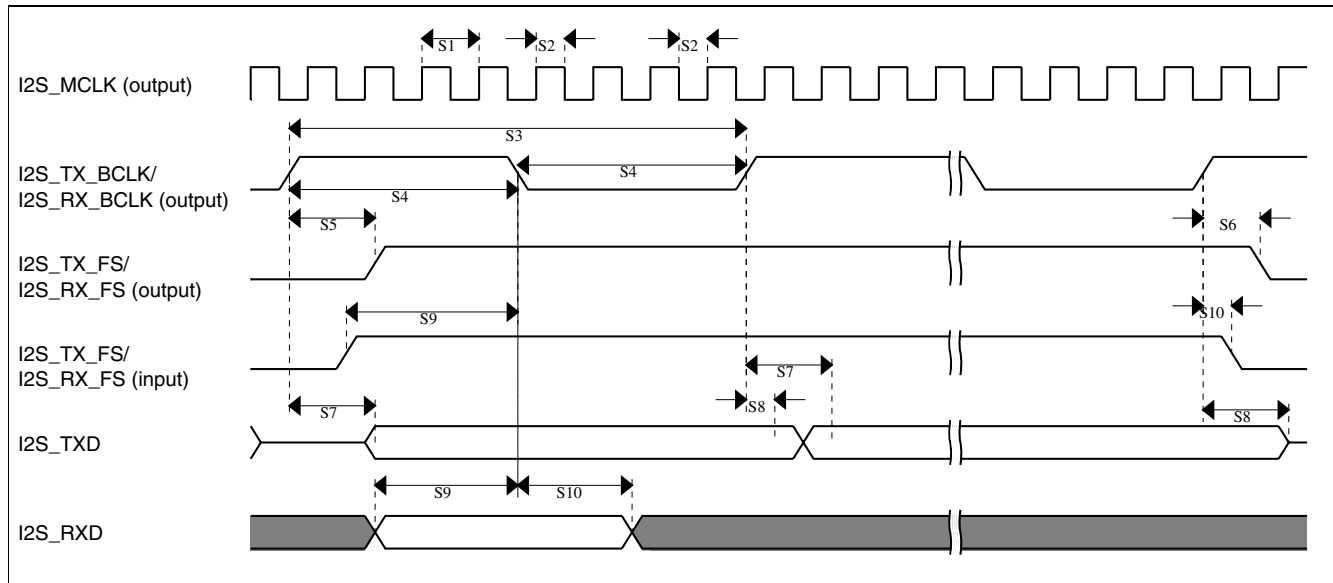 S1 S2 S2
I2S_MCLK (output)
S3
I2S_TX_BCLK/
I2S_RX_BCLK (output)
S4
S4
S5
S6
I2S_TX_FS/
I2S_RX_FS (output)
S9
S10
I2S_TX_FS/
I2S_RX_FS (input)
S7
S7
S8
S8
I2S_TXD
S9
S10
I2S_RXD